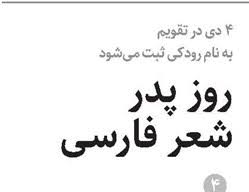 ۴ دی در تقویم
به نام رودکی ثبت می‌شود
روز پدر
شعر فارسی
۴